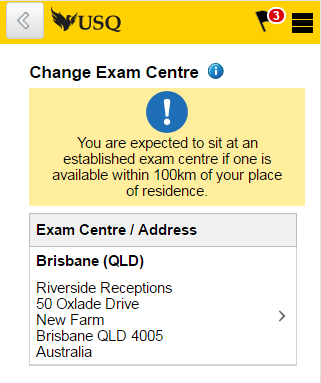 USQ
3
Change Exam Centre i
!
You are expected to sit at an
established exam centre if one is
available within 100km of your place
of residence.
Exam Centre / Address
Brisbane (QLD)
Riverside Receptions
50 Oxlade Drive
New Farm
Brisbane QLD 4005
Australia